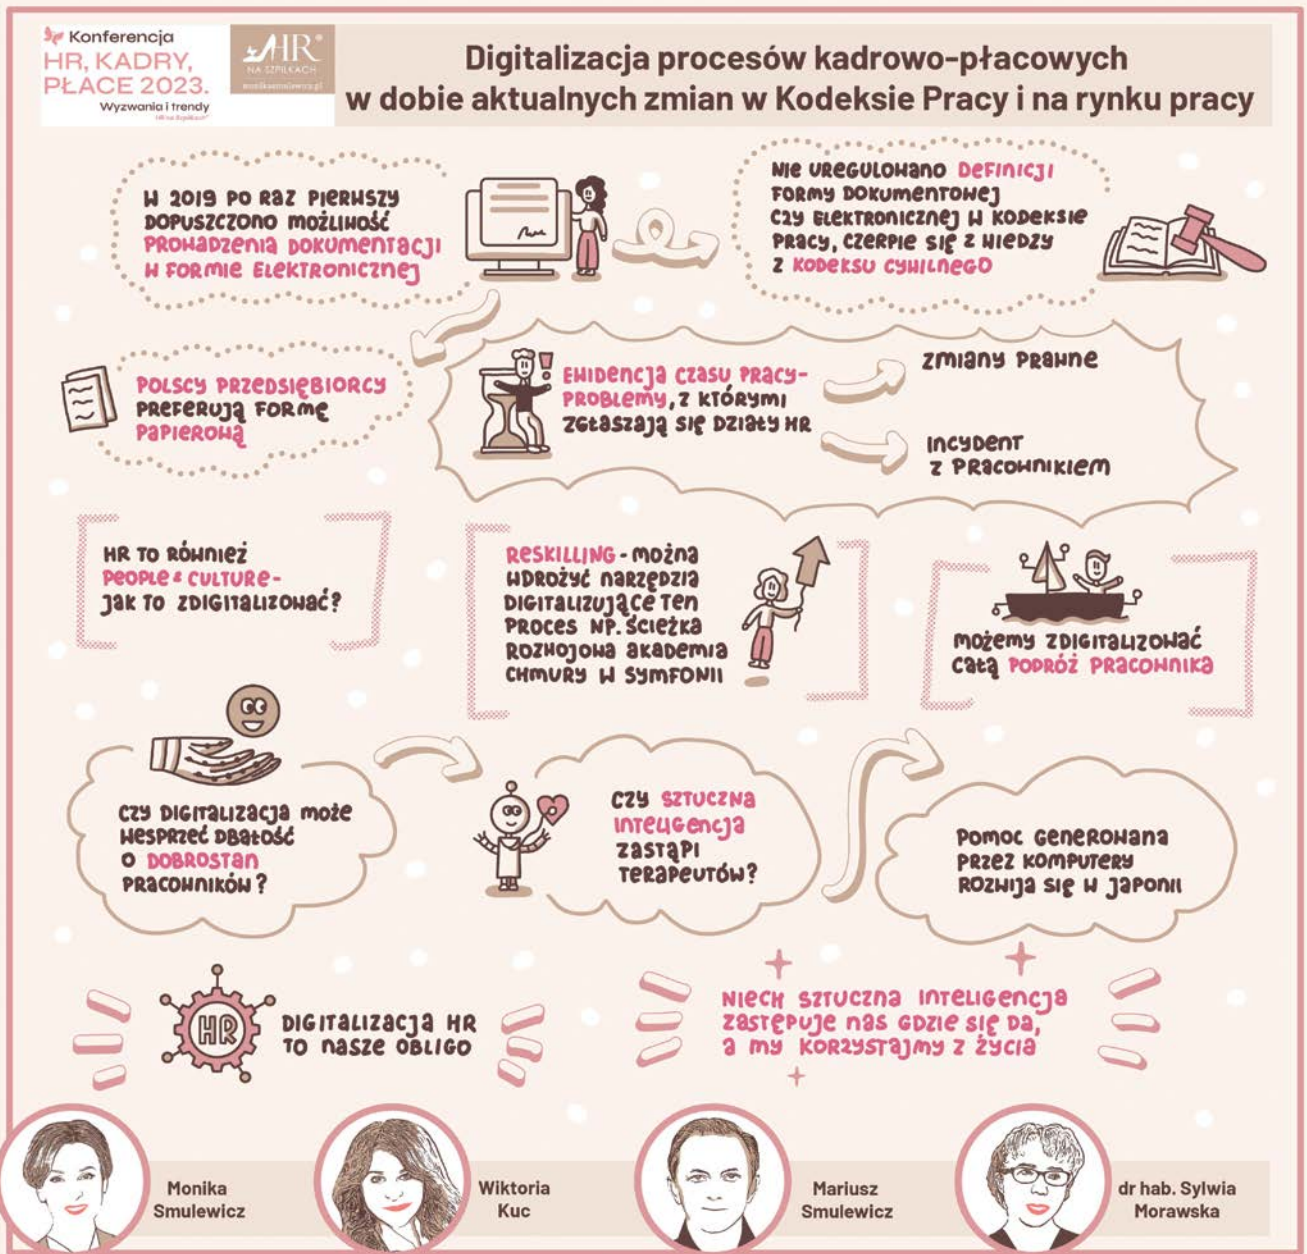 Konferencja
HR, KADRY,
PŁACE 2023.
Wyzwania i trendy
HR na Szpilkach®
HR®
NA SZPILKACH
monikasmulewicz.pl
Digitalizacja procesów kadrowo-płacowych
w dobie aktualnych zmian w Kodeksie Pracy i na rynku pracy
W 2019 PO RAZ PIERWSZY
DOPUSZCZONO MOŻLIWOŚĆ
PROWADZENIA DOKUMENTACJI
W FORMIE ELEKTRONICZNEJ
NIE UREGULOWANO DEFINICJI
FORMY DOKUMENTOWEJ
CZY ELEKTRONICZNEJ W KODEKSIE
PRACY, CZERPIE SIĘ Z WIEDZY
Z KODEKSU CYWILNEGO
POLSCY PRZEDSIĘBIORCY
PREFERUJĄ FORMĘ
PAPIEROWĄ
EWIDENCJA CZASU PRACY-
PROBLEMY, Z KTÓRYMI
ZGŁASZAJĄ SIĘ DZIAŁY HR
ZMIANY PRAWNE
INCYDENT
Z PRACOWNIKIEM
HR TO RÓWNIEŻ
PEOPLE & CULTURE-
JAK TO ZDIGITALIZOWAĆ?
RESKILLING - MOŻNA
WDROŻYĆ NARZĘDZIA
DIGITALIZUJĄCE TEN
PROCES NP. ŚCIEŻKA
ROZWOJOWA AKADEMIA
CHMURY W SYMFONII
MOŻEMY ZDIGITALIZOWAĆ
CAŁĄ PODRÓŻ PRACOWNIKA
CZY DIGITALIZACJA MOŻE
WESPRZEĆ DBAŁOŚĆ
O DOBROSTAN
PRACOWNIKÓW?
CZY SZTUCZNA
INTELIGENCJA
ZASTĄPI
TERAPEUTÓW?
POMOC GENEROWANA
PRZEZ KOMPUTERY
ROZWIJA SIĘ W JAPONII
HR
DIGITALIZACJA HR
TO NASZE OBLIGO
NIECH SZTUCZNA INTELIGENCJA
ZASTĘPUJE NAS GDZIE SIĘ DA,
A MY KORZYSTAJMY Z ŻYCIA
Monika
Smulewicz
Wiktoria
Kuc
Mariusz
Smulewicz
dr hab. Sylwia
Morawska